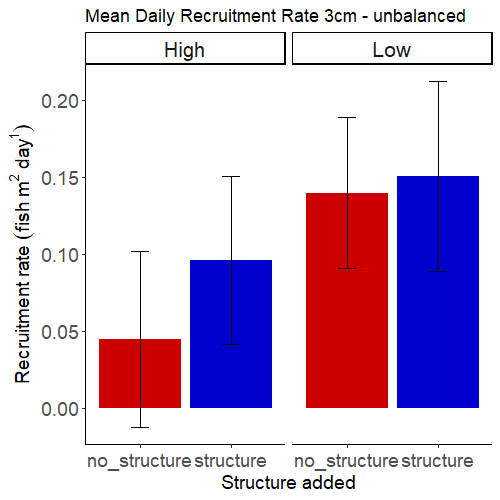 Mean Daily Recruitment Rate 3cm - unbalanced
High Low
Recruitment rate (fish m² day¹)
0.20
0.15
0.10
0.05
0.00
no_structure structure no_structure structure
Structure added